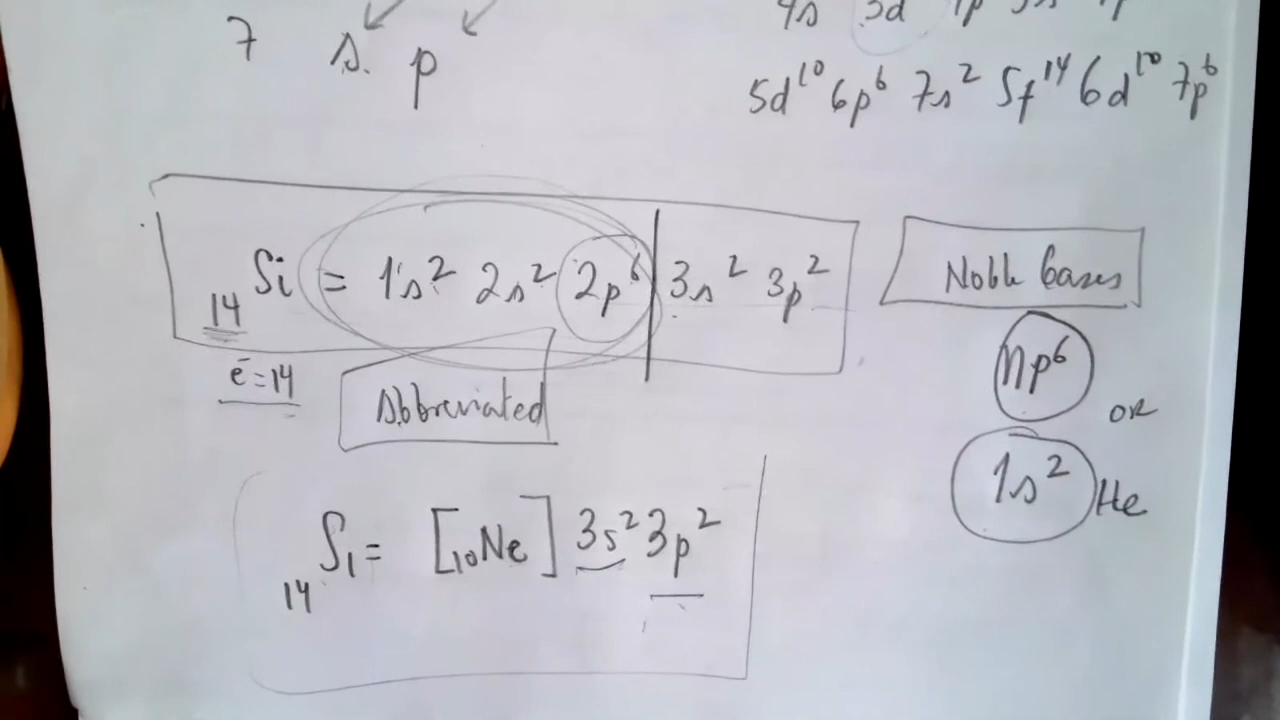 7 s. p
5d¹⁰ 6p⁶ 7s² 5f¹⁴ 6d¹⁰ 7p⁶
₁₄Si = 1s² 2s² 2p⁶ | 3s² 3p²
ē=14
Abbreviated
Noble Gases
np⁶
OR
1s² He
₁₄Si = [₁₀Ne] 3s² 3p²